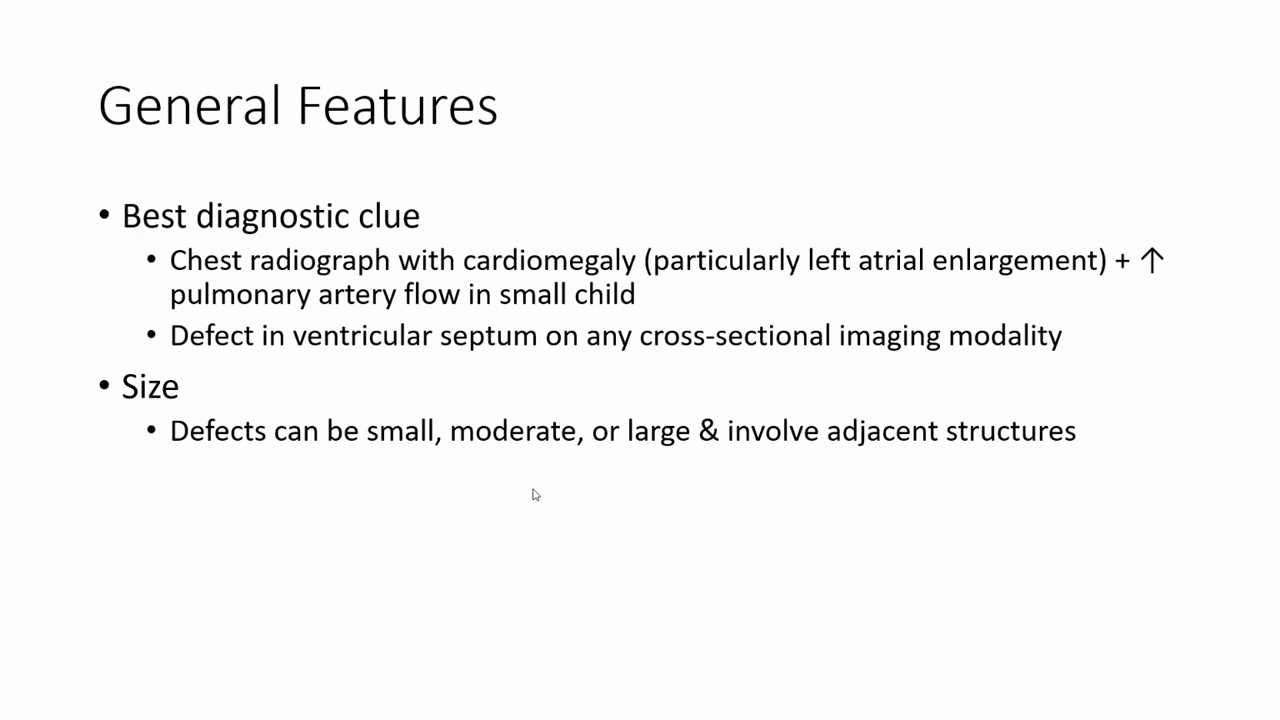 General Features
• Best diagnostic clue
• Chest radiograph with cardiomegaly (particularly left atrial enlargement) + ↑
pulmonary artery flow in small child
• Defect in ventricular septum on any cross-sectional imaging modality
• Size
• Defects can be small, moderate, or large & involve adjacent structures